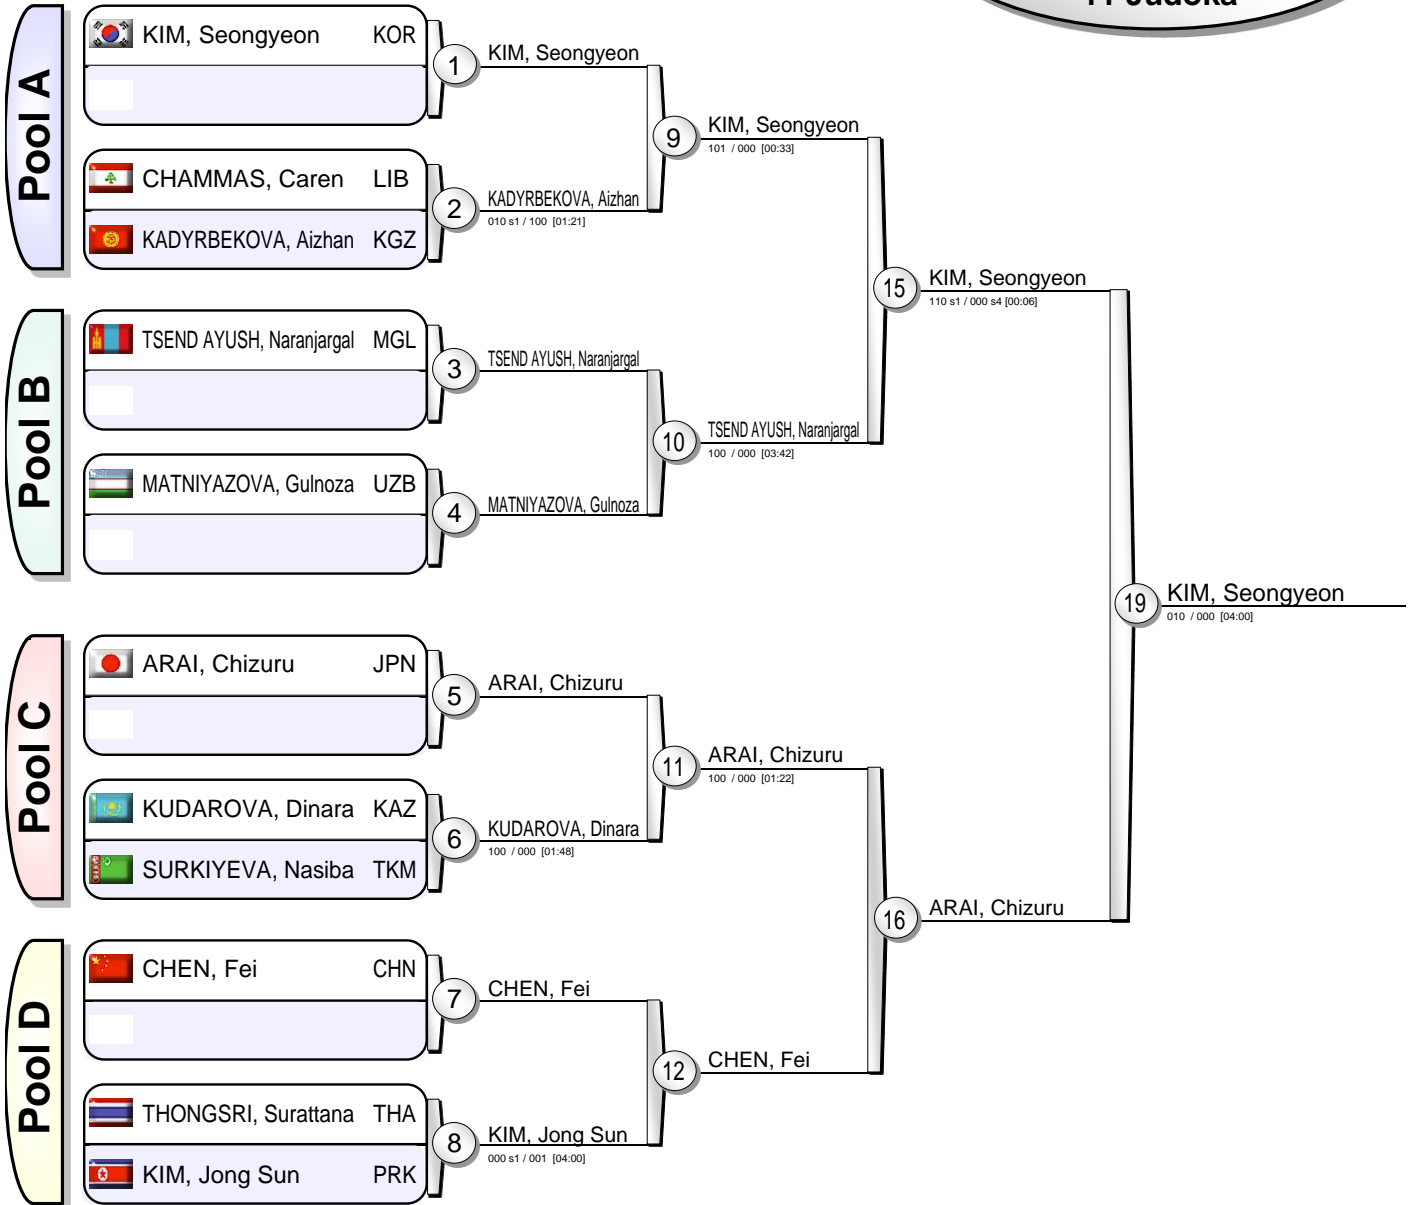 11 Judoka
Pool A
KIM, Seongyeon KOR
CHAMMAS, Caren LIB
KADYRBEKOVA, Aizhan KGZ
1
KIM, Seongyeon
2
KADYRBEKOVA, Aizhan
010 s1 / 100 [01:21]
9
KIM, Seongyeon
101 / 000 [00:33]
Pool B
TSEND AYUSH, Naranjargal MGL
MATNIYAZOVA, Gulnoza UZB
3
TSEND AYUSH, Naranjargal
4
MATNIYAZOVA, Gulnoza
10
TSEND AYUSH, Naranjargal
100 / 000 [03:42]
15
KIM, Seongyeon
110 s1 / 000 s4 [00:06]
Pool C
ARAI, Chizuru JPN
KUDAROVA, Dinara KAZ
SURKIYEVA, Nasiba TKM
5
ARAI, Chizuru
6
KUDAROVA, Dinara
100 / 000 [01:48]
11
ARAI, Chizuru
100 / 000 [01:22]
Pool D
CHEN, Fei CHN
THONGSRI, Surattana THA
KIM, Jong Sun PRK
7
CHEN, Fei
8
KIM, Jong Sun
000 s1 / 001 [04:00]
12
CHEN, Fei
16
ARAI, Chizuru
19
KIM, Seongyeon
010 / 000 [04:00]